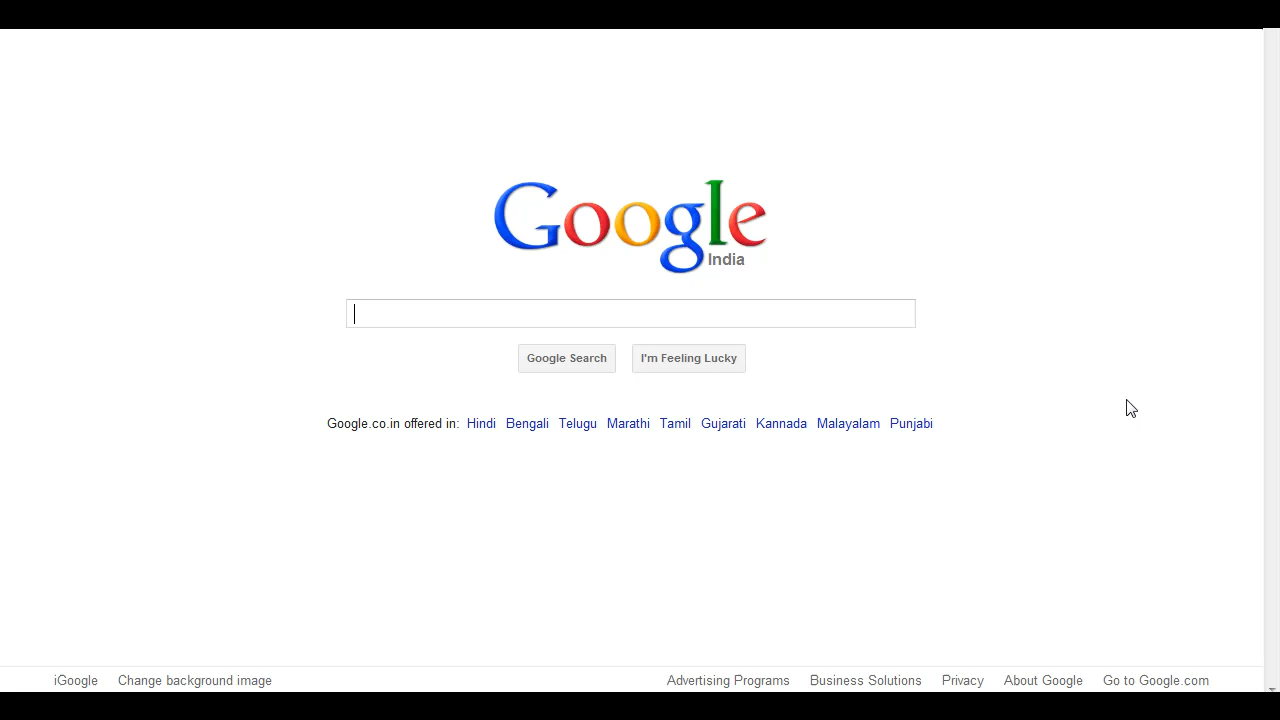 Google
India
Google Search I'm Feeling Lucky
Google.co.in offered in: Hindi Bengali Telugu Marathi Tamil Gujarati Kannada Malayalam Punjabi
iGoogle Change background image Advertising Programs Business Solutions Privacy About Google Go to Google.com